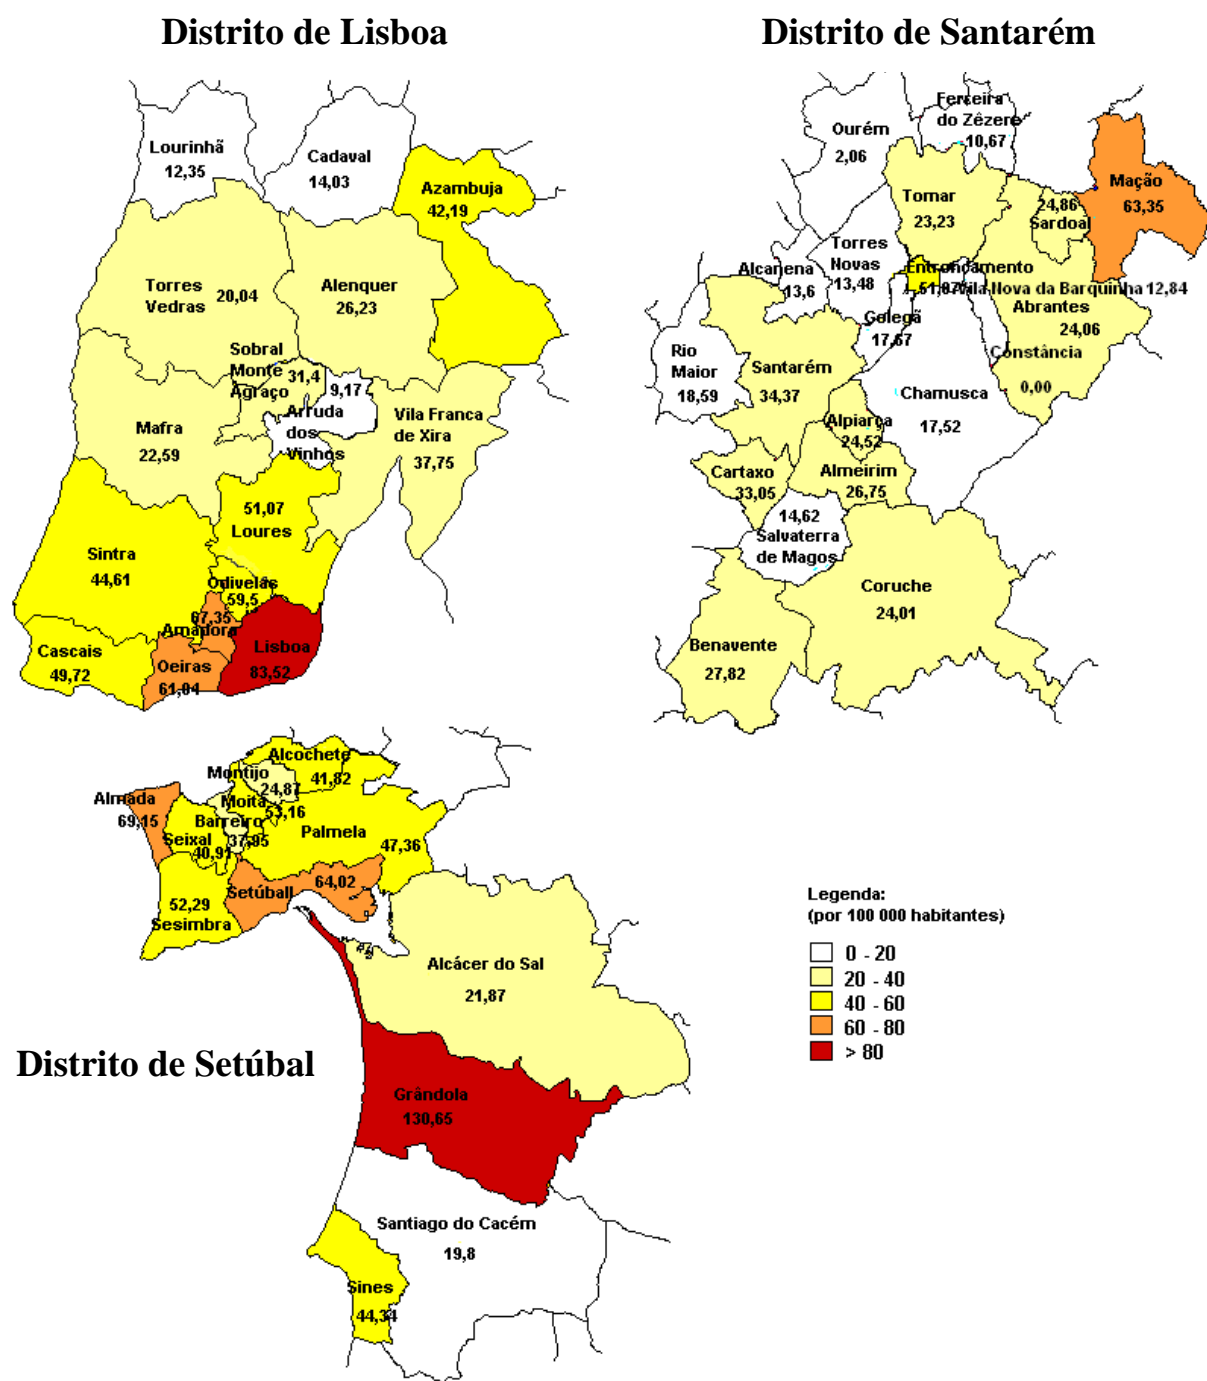 Distrito de Lisboa
Distrito de Santarém
Lourinhã
12,35
Cadaval
14,03
Azambuja
42,19
Torres
Vedras
20,04
Alenquer
26,23
Sobral
Monte
Agraço
31,4
9,17
Arruda
dos
Vinhos
Vila Franca
de Xira
37,75
Mafra
22,59
51,07
Loures
Sintra
44,61
Odivelas
59,5
67,35
Amadora
Cascais
49,72
Oeiras
61,04
Lisboa
83,52
Ourém
2,06
Ferreira
do Zêzere
10,67
Mação
63,35
Tomar
23,23
24,86
Sardoal
Torres
Novas
13,48
Alcanena
13,6
Entroncamento
51,97
Vila Nova da Barquinha 12,84
Abrantes
24,06
Golegã
17,67
Constância
0,00
Rio
Maior
18,59
Santarém
34,37
Chamusca
17,52
Alpiarça
24,52
Cartaxo
33,05
Almeirim
26,75
14,62
Salvaterra
de Magos
Coruche
24,01
Benavente
27,82
Alcochete
41,82
Montijo
24,87
Almada
69,15
Moita
53,16
Barreiro
37,95
Seixal
40,91
Palmela
47,36
Setúball
64,02
52,29
Sesimbra
Alcácer do Sal
21,87
Distrito de Setúbal
Grândola
130,65
Santiago do Cacém
19,8
Sines
44,34
Legenda:
(por 100 000 habitantes)
0 - 20
20 - 40
40 - 60
60 - 80
> 80